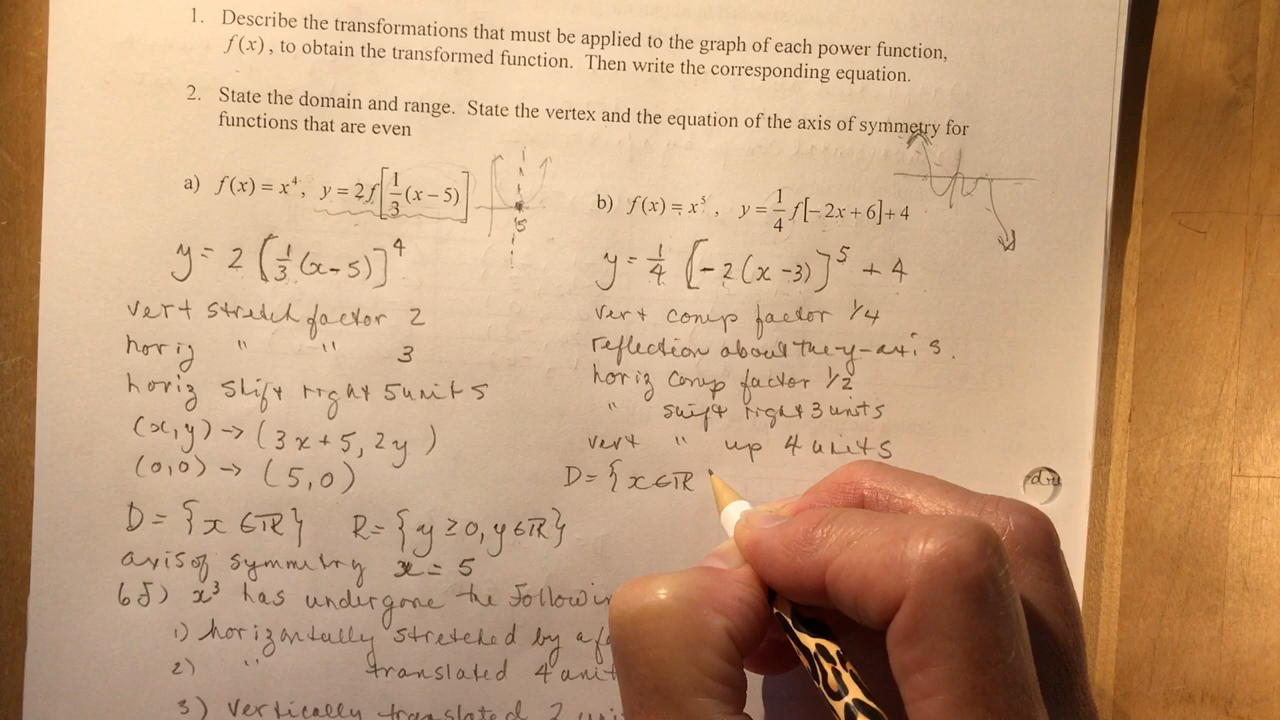 1. Describe the transformations that must be applied to the graph of each power function,
f(x), to obtain the transformed function. Then write the corresponding equation.
2. State the domain and range. State the vertex and the equation of the axis of symmetry for
functions that are even
a) f(x) = x⁴, y = 2f[1/3(x − 5)]
5
y = 2 (1/3 (x-5)]⁴
vert stretch factor 2
horiz " " 3
horiz shift right 5 units
(x,y) → (3x+5, 2y)
(0,0) → (5,0)
D = {x ∈ ℝ} R = {y ≥ 0, y ∈ ℝ}
axis of symmetry x = 5
b) f(x) = x⁵, y = 1/4 f[− 2x + 6] + 4
y = 1/4 [-2(x-3)]⁵ + 4
vert comp factor 1/4
reflection about the y-axis.
horiz comp factor 1/2
" shift right 3 units
vert " up 4 units
D = {x ∈ ℝ
x³ has undergone the
1) horizontally stretched by a
2) " translated 4
3) vertically translated 2